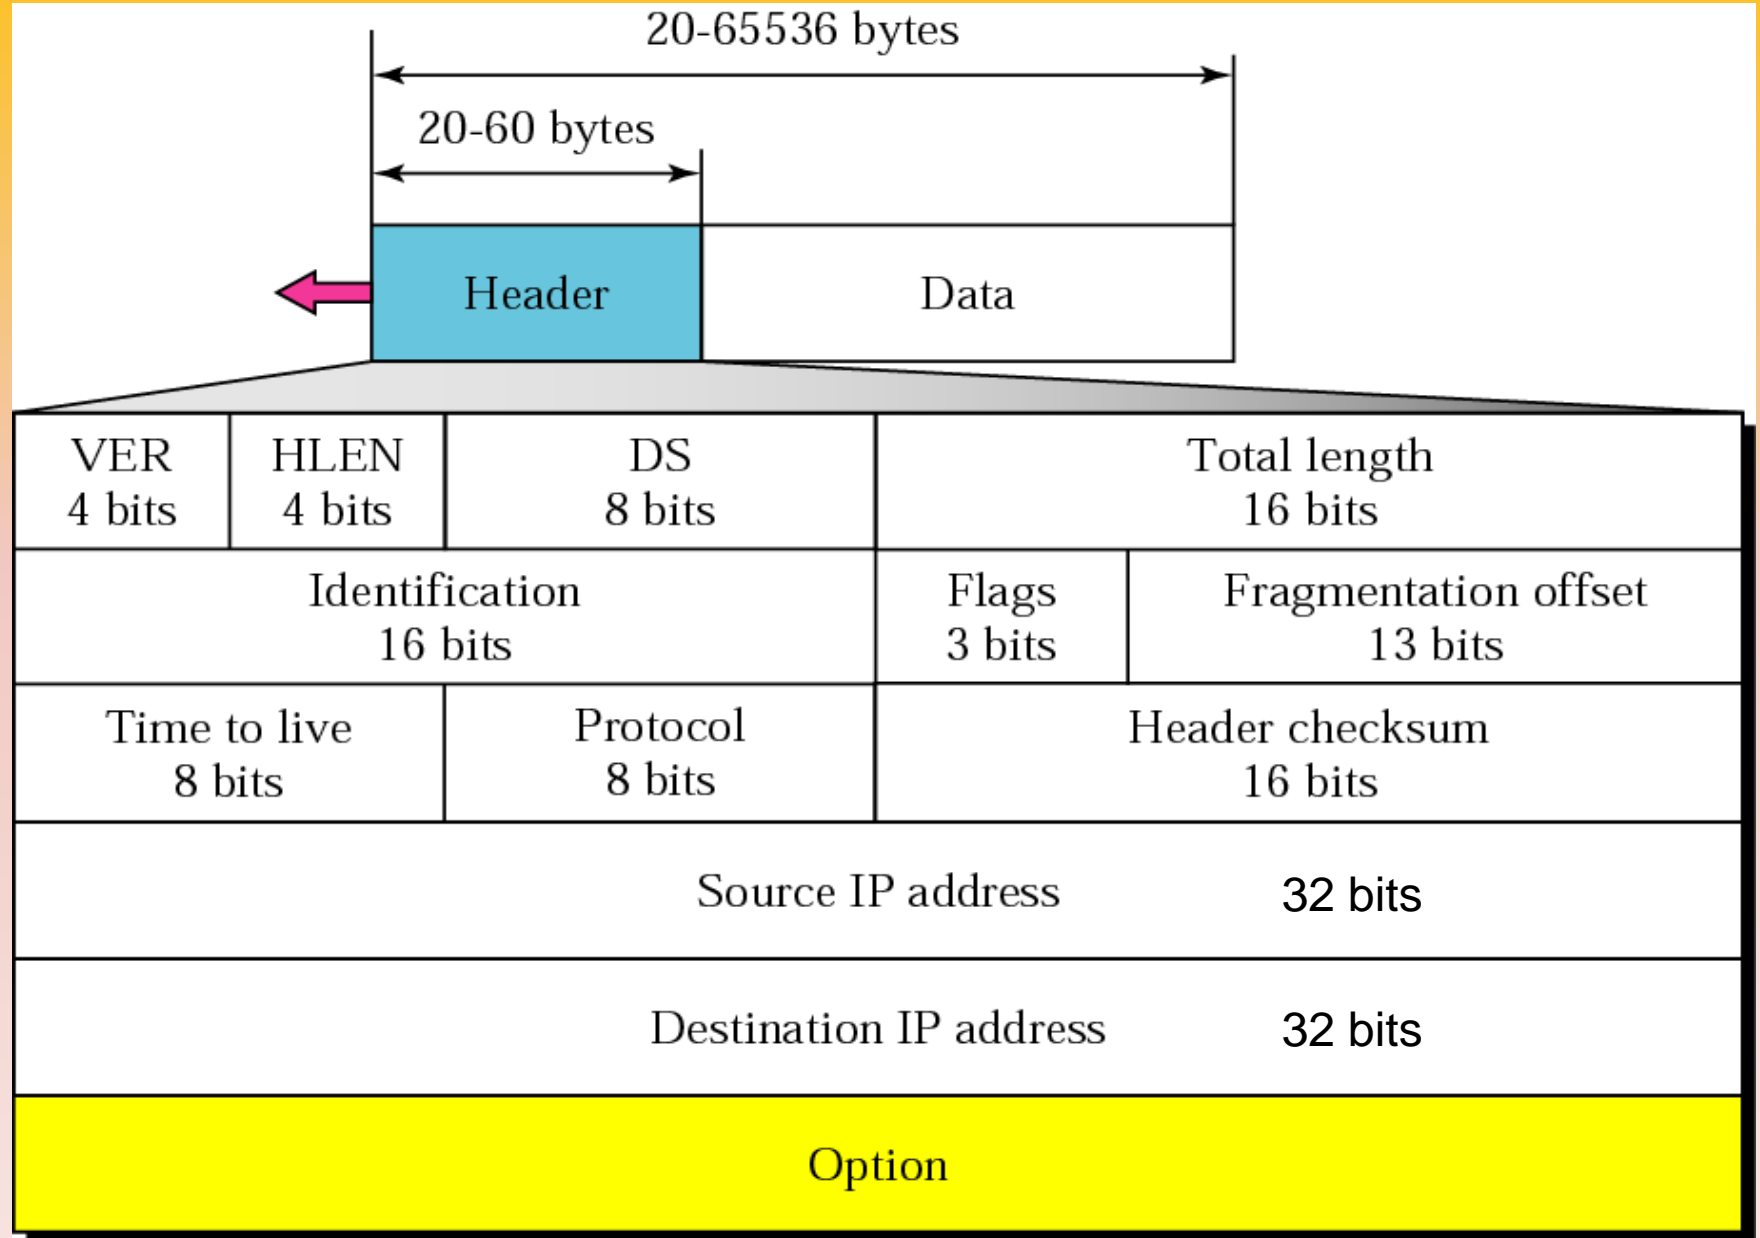 20-65536 bytes
20-60 bytes
Header
Data
VER
4 bits
HLEN
4 bits
DS
8 bits
Total length
16 bits
Identification
16 bits
Flags
3 bits
Fragmentation offset
13 bits
Time to live
8 bits
Protocol
8 bits
Header checksum
16 bits
Source IP address 32 bits
Destination IP address 32 bits
Option